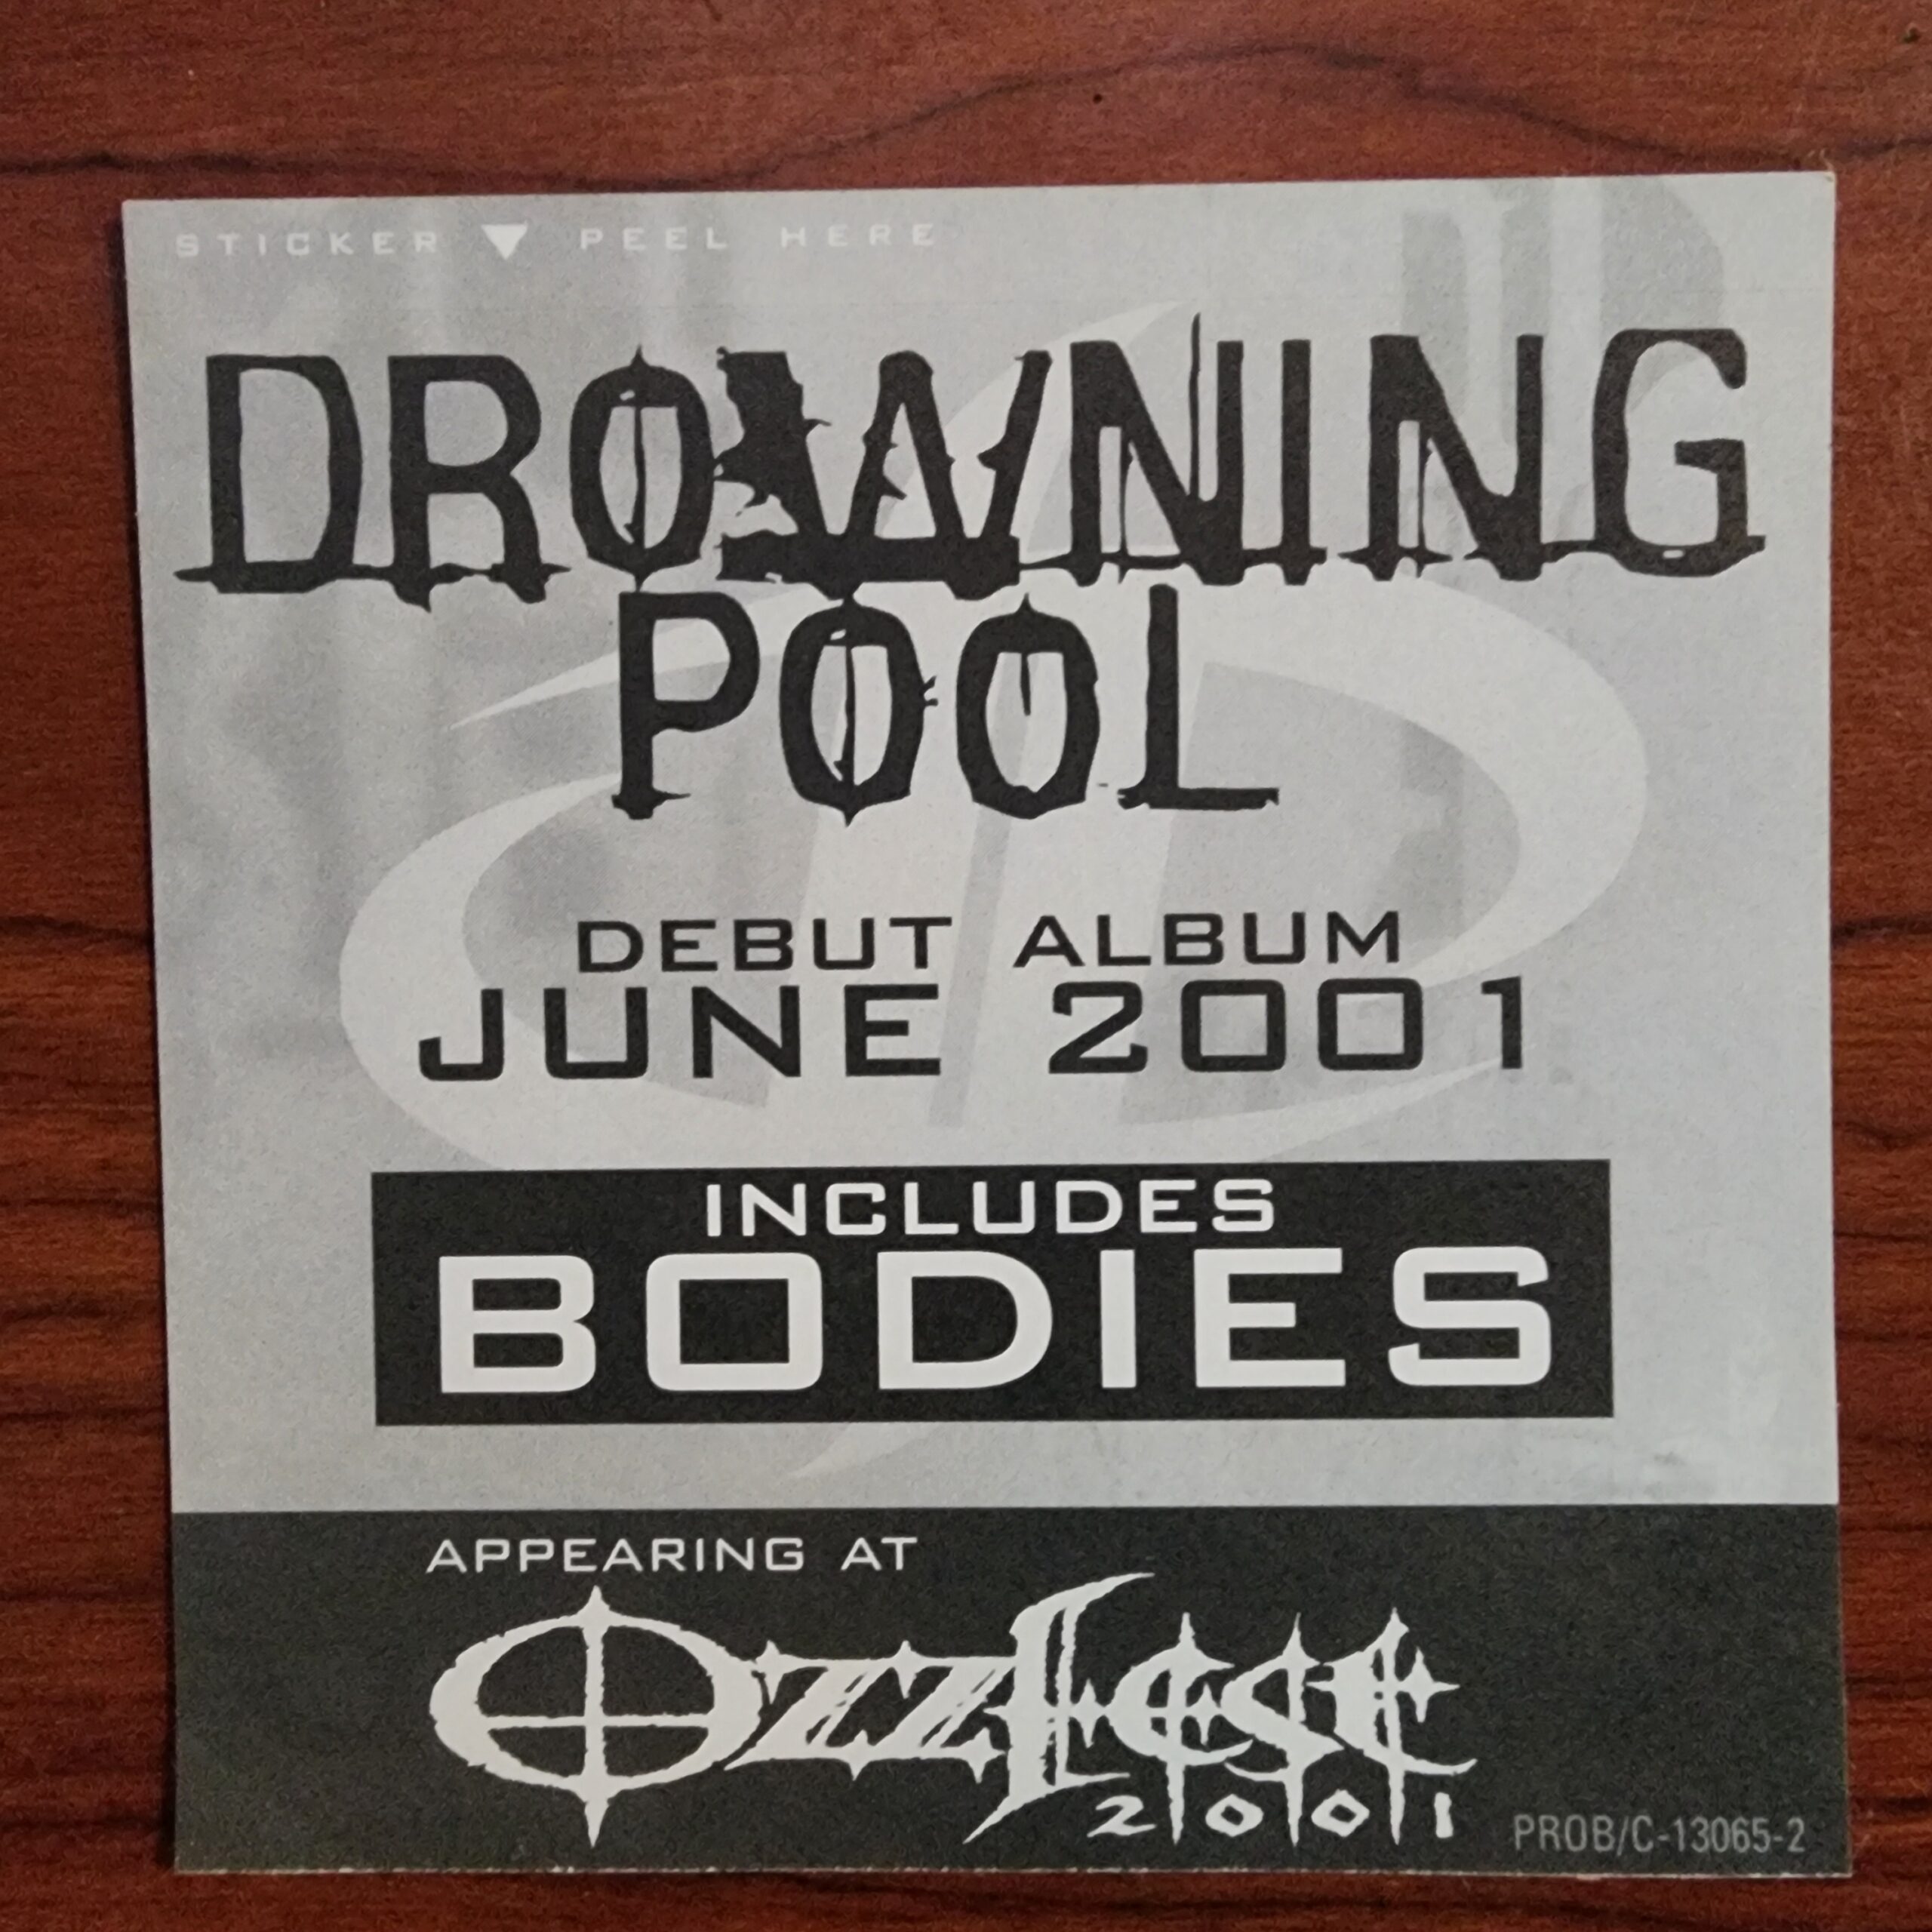 STICKER ▼ PEEL HERE
DROWNING
POOL
DEBUT ALBUM
JUNE 2001
INCLUDES
BODIES
APPEARING AT
Ozzfest
2001
PROB/C-13065-2